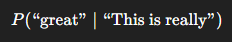 P(“great” | “This is really”)